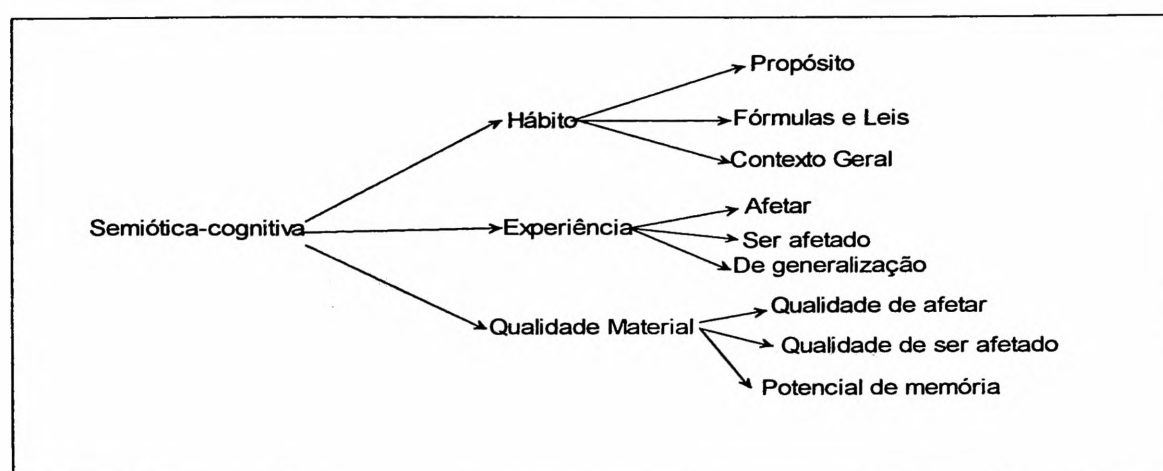 Propósito
Hábito
Fórmulas e Leis
Contexto Geral
Semiótica-cognitiva
Experiência
Afetar
Ser afetado
De generalização
Qualidade Material
Qualidade de afetar
Qualidade de ser afetado
Potencial de memória